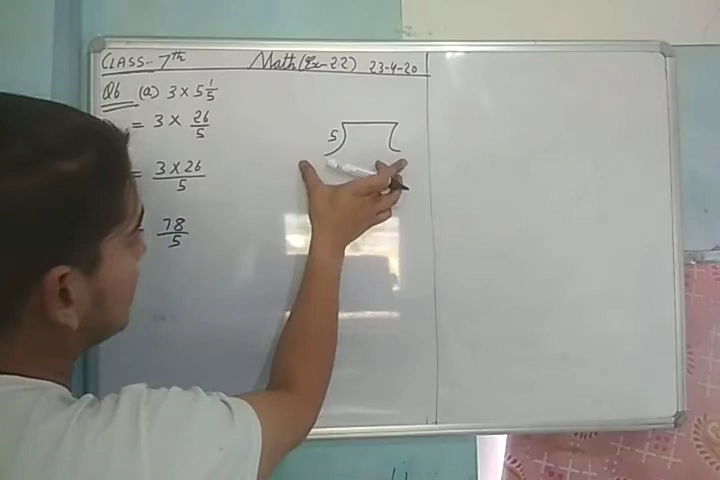 CLASS- 7th Math (Ex-2.2) 23-4-20
Q6 (a) 3 × 5 1/5
= 3 × 26/5
= 3 × 26 / 5
78/5
5